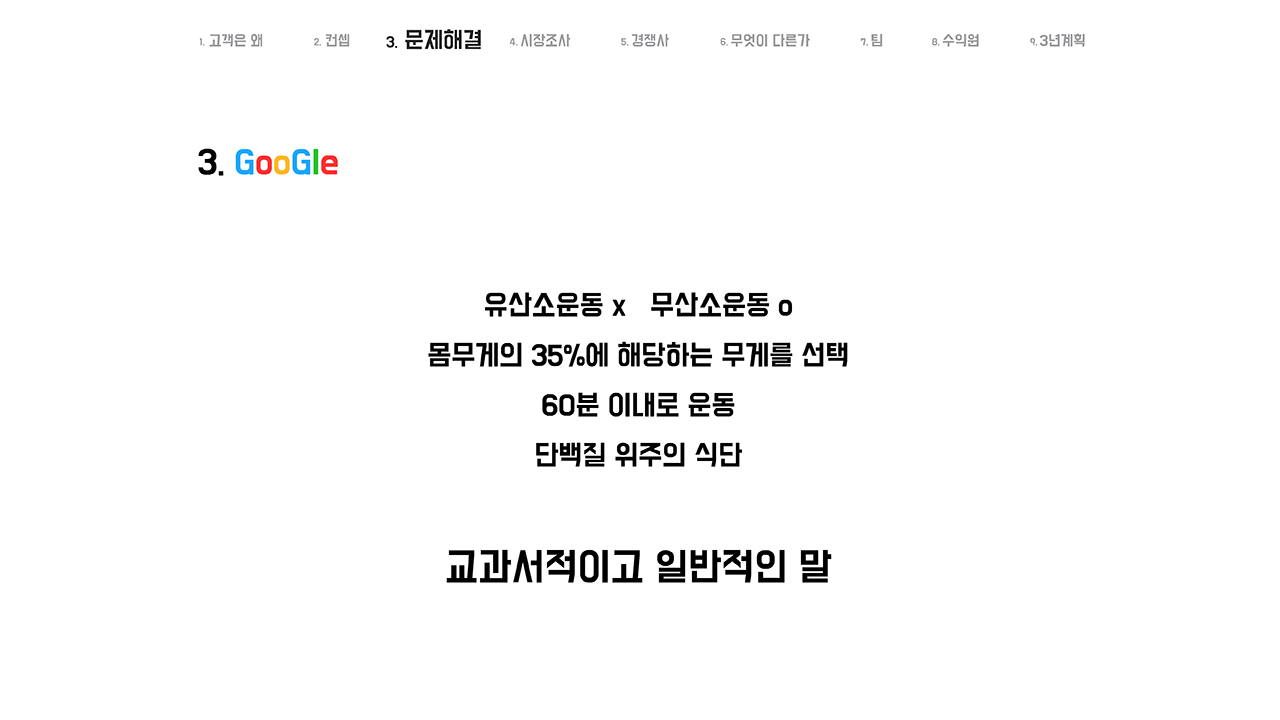 1. 고객은 왜 2. 컨셉 3. 문제해결 4. 시장조사 5. 경쟁사 6. 무엇이 다른가 7. 팀 8. 수익원 9. 3년계획
3. GooGle
유산소운동 x 무산소운동 o
몸무게의 35%에 해당하는 무게를 선택
60분 이내로 운동
단백질 위주의 식단
교과서적이고 일반적인 말